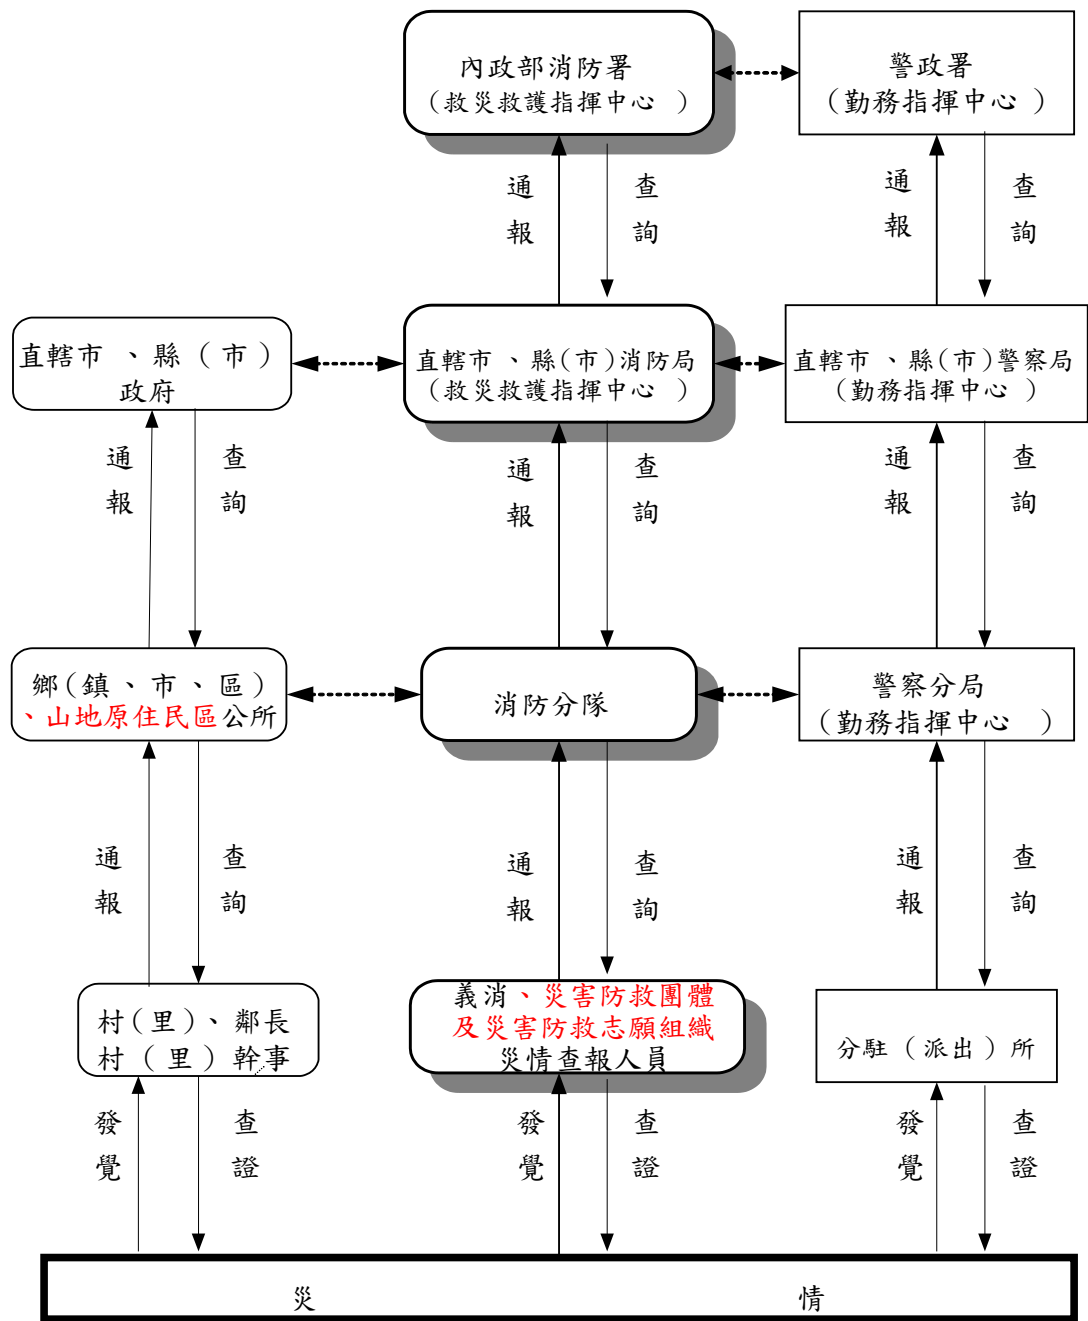 內政部消防署
（救災救護指揮中心 ）
警政署
（勤務指揮中心 ）
通報
查詢
通報
查詢
直轄市 、縣 （ 市 ）
政府
直轄市 、縣（市）消防局
（救災救護指揮中心 ）
直轄市 、縣（市）警察局
（勤務指揮中心 ）
通報
查詢
通報
查詢
通報
查詢
鄉（鎮 、市 、區 ）
、山地原住民區公所
消防分隊
警察分局
（勤務指揮中心 ）
通報
查詢
通報
查詢
通報
查詢
村（里）、鄰長
村（ 里 ）幹事
義消、災害防救團體
及災害防救志願組織
災情查報人員
分駐（派出）所
發覺
查證
發覺
查證
發覺
查證
災 情